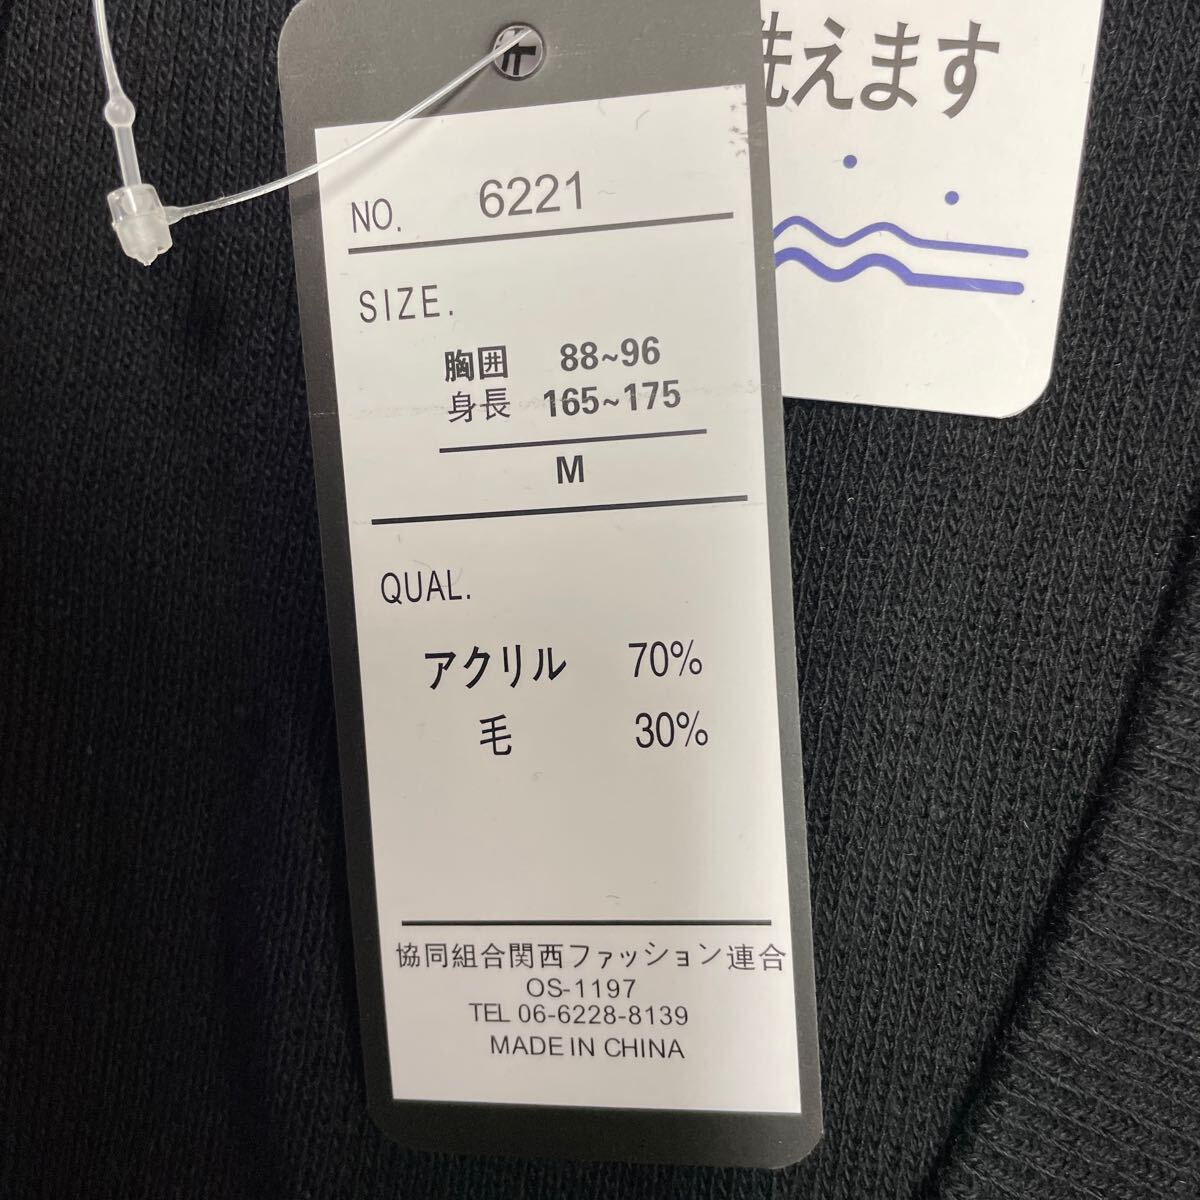 洗えます
NO. 6221
SIZE.
胸囲 88~96
身長 165~175
M
QUAL.
アクリル 70%
毛 30%
協同組合関西ファッション連合
OS-1197
TEL 06-6228-8139
MADE IN CHINA